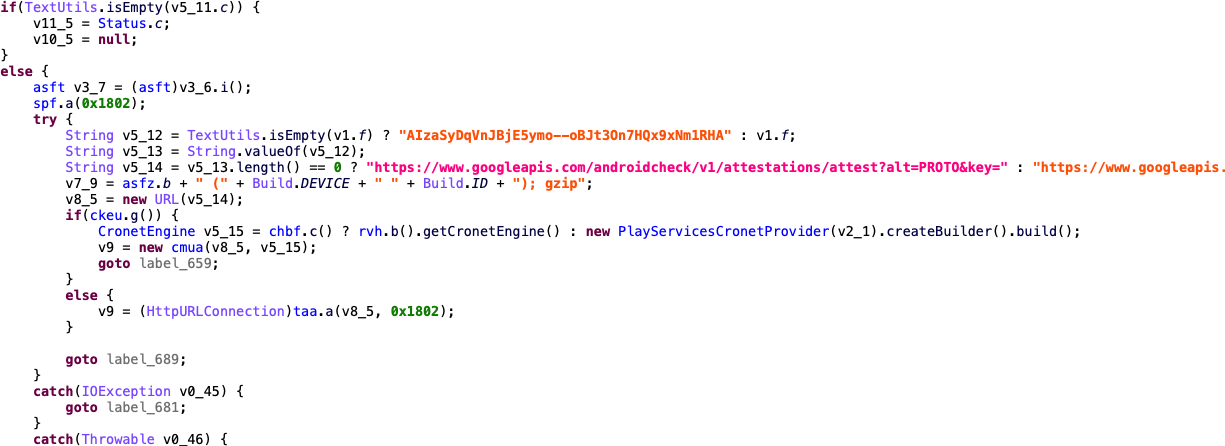 if(TextUtils.isEmpty(v5_11.c)) {
    v11_5 = Status.c;
    v10_5 = null;
}
else {
    asft v3_7 = (asft)v3_6.i();
    spf.a(0x1802);
    try {
        String v5_12 = TextUtils.isEmpty(v1.f) ? "AIzaSyDqVnJBjE5ymo--oBJt3On7HQx9xNm1RHA" : v1.f;
        String v5_13 = String.valueOf(v5_12);
        String v5_14 = v5_13.length() == 0 ? "https://www.googleapis.com/androidcheck/v1/attestations/attest?alt=PROTO&key=" : "https://www.googleapis.
        v7_9 = asfz.b + " (" + Build.DEVICE + " " + Build.ID + "); gzip";
        v8_5 = new URL(v5_14);
        if(ckeu.g()) {
            CronetEngine v5_15 = chbf.c() ? rvh.b().getCronetEngine() : new PlayServicesCronetProvider(v2_1).createBuilder().build();
            v9 = new cmua(v8_5, v5_15);
            goto label_659;
        }
        else {
            v9 = (HttpURLConnection)taa.a(v8_5, 0x1802);
        }

        goto label_689;
    }
    catch(IOException v0_45) {
        goto label_681;
    }
    catch(Throwable v0_46) {